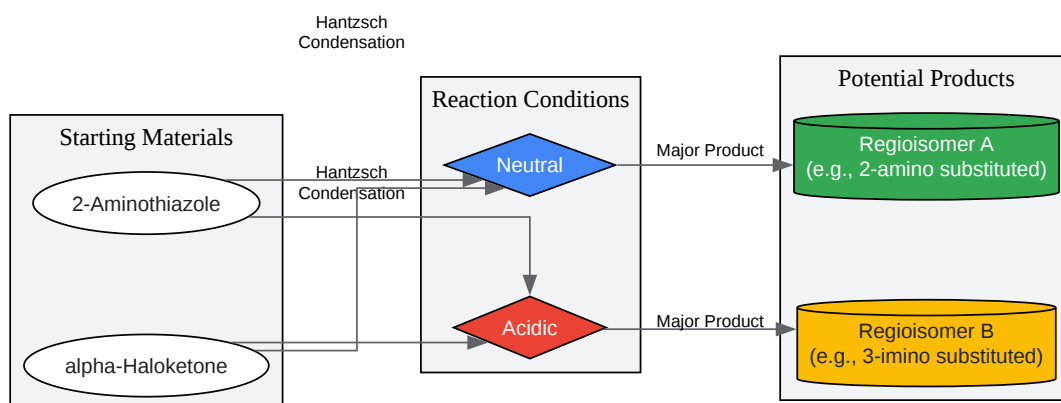 Hantzsch
Condensation
Starting Materials
2-Aminothiazole
alpha-Haloketone
Hantzsch
Condensation
Reaction Conditions
Neutral
Acidic
Major Product
Major Product
Potential Products
Regioisomer A
(e.g., 2-amino substituted)
Regioisomer B
(e.g., 3-imino substituted)